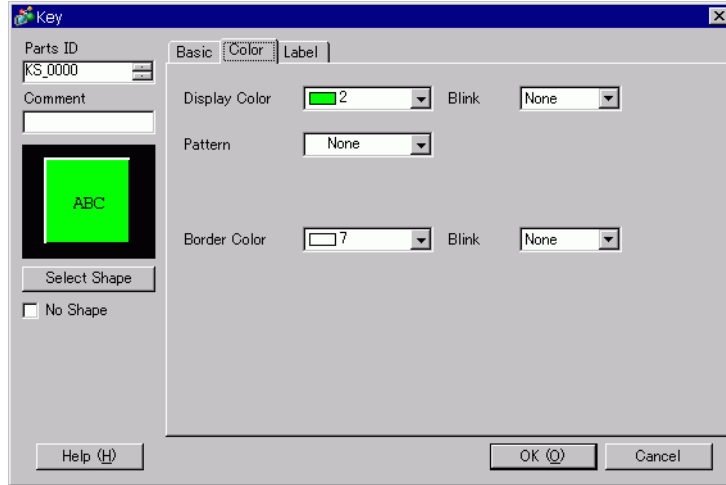 Key
Parts ID
KS_0000
Comment
ABC
Select Shape
No Shape
Basic Color Label
Display Color 2 Blink None
Pattern None
Border Color 7 Blink None
Help (H)
OK (O) Cancel